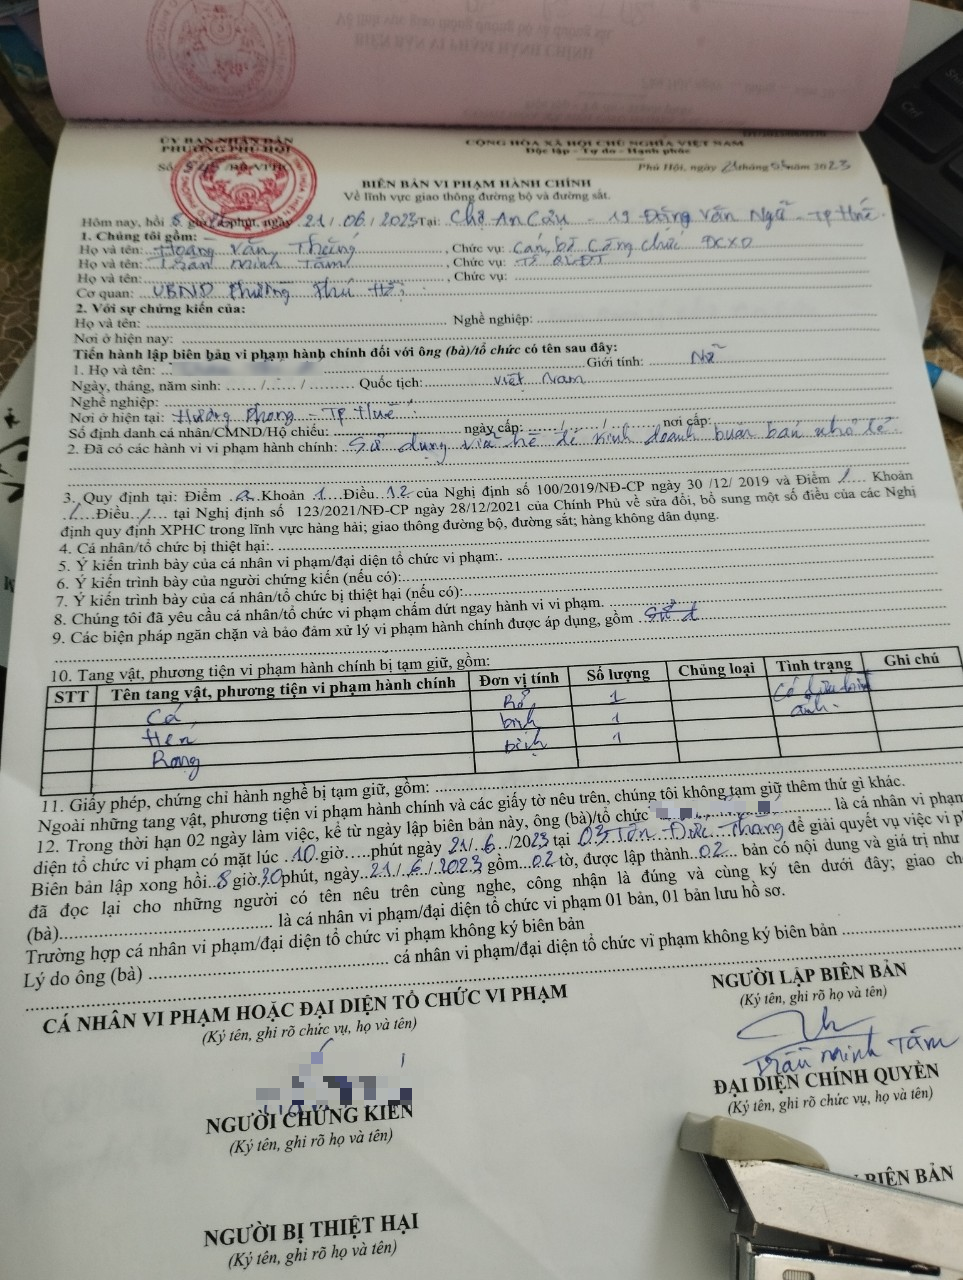 ỦY BAN NHÂN DÂN
PHƯỜNG PHÚ HỘI
CỘNG HÒA XÃ HỘI CHỦ NGHĨA VIỆT NAM
Độc lập - Tự do - Hạnh phúc
Số /BB-VPHC
Phú Hội, ngày 21 tháng năm 2023
BIÊN BẢN VI PHẠM HÀNH CHÍNH
Về lĩnh vực giao thông đường bộ và đường sắt.
Hôm nay, hồi 8 giờ phút, ngày 21/06/2023 Tại: Chợ An Cựu - 19 Đặng Văn Ngữ - Tp Huế.
1. Chúng tôi gồm:
Họ và tên: Hoàng Văn Thắng, Chức vụ: Cán bộ Công chức ĐCXD
Họ và tên: Trần Minh Tâm, Chức vụ: Tổ QLĐT
Họ và tên:, Chức vụ:
Cơ quan: UBND Phường Phú Hội
2. Với sự chứng kiến của:
Họ và tên: Nghề nghiệp:
Nơi ở hiện nay:
Tiến hành lập biên bản vi phạm hành chính đối với ông (bà)/tổ chức có tên sau đây:
1. Họ và tên: Giới tính: Nữ
Ngày, tháng, năm sinh: ...../...../..... Quốc tịch: Việt Nam
Nghề nghiệp:
Nơi ở hiện tại: Hương Phong - Tp Huế.
Số định danh cá nhân/CMND/Hộ chiếu: ngày cấp: ...../...../..... nơi cấp:
2. Đã có các hành vi vi phạm hành chính: Sử dụng vỉa hè để kinh doanh buôn bán nhỏ lẻ.
3. Quy định tại: Điểm a Khoản 1 Điều 12 của Nghị định số 100/2019/NĐ-CP ngày 30 /12/ 2019 và Điểm / Khoản
/ Điều / tại Nghị định số 123/2021/NĐ-CP ngày 28/12/2021 của Chính Phủ về sửa đổi, bổ sung một số điều của các Nghị
định quy định XPHC trong lĩnh vực hàng hải; giao thông đường bộ, đường sắt; hàng không dân dụng.
4. Cá nhân/tổ chức bị thiệt hại:
5. Ý kiến trình bày của cá nhân vi phạm/đại diện tổ chức vi phạm:
6. Ý kiến trình bày của người chứng kiến (nếu có):
7. Ý kiến trình bày của cá nhân/tổ chức bị thiệt hại (nếu có):
8. Chúng tôi đã yêu cầu cá nhân/tổ chức vi phạm chấm dứt ngay hành vi vi phạm.
9. Các biện pháp ngăn chặn và bảo đảm xử lý vi phạm hành chính được áp dụng, gồm
10. Tang vật, phương tiện vi phạm hành chính bị tạm giữ, gồm:
STT Tên tang vật, phương tiện vi phạm hành chính Đơn vị tính Số lượng Chủng loại Tình trạng Ghi chú
Cá Rổ 1 Có hình
Hến bịch 1 ảnh.
Rong bịch 1
11. Giấy phép, chứng chỉ hành nghề bị tạm giữ, gồm:
Ngoài những tang vật, phương tiện vi phạm hành chính và các giấy tờ nêu trên, chúng tôi không tạm giữ thêm thứ gì khác.
12. Trong thời hạn 02 ngày làm việc, kể từ ngày lập biên bản này, ông (bà)/tổ chức là cá nhân vi phạm
diện tổ chức vi phạm có mặt lúc 10 giờ phút ngày 21/6/2023 tại 03 Tôn Đức Thắng để giải quyết vụ việc vi p
Biên bản lập xong hồi 8 giờ 30 phút, ngày 21/6/2023 gồm 02 tờ, được lập thành 02 bản có nội dung và giá trị như
đã đọc lại cho những người có tên nêu trên cùng nghe, công nhận là đúng và cùng ký tên dưới đây; giao ch
(bà) là cá nhân vi phạm/đại diện tổ chức vi phạm 01 bản, 01 bản lưu hồ sơ.
Trường hợp cá nhân vi phạm/đại diện tổ chức vi phạm không ký biên bản
Lý do ông (bà) cá nhân vi phạm/đại diện tổ chức vi phạm không ký biên bản
CÁ NHÂN VI PHẠM HOẶC ĐẠI DIỆN TỔ CHỨC VI PHẠM
(Ký tên, ghi rõ chức vụ, họ và tên)
NGƯỜI LẬP BIÊN BẢN
(Ký tên, ghi rõ họ và tên)
Trần Minh Tâm
NGƯỜI CHỨNG KIẾN
(Ký tên, ghi rõ họ và tên)
ĐẠI DIỆN CHÍNH QUYỀN
(Ký tên, ghi rõ chức vụ, họ và tên)
BIÊN BẢN
NGƯỜI BỊ THIỆT HẠI
(Ký tên, ghi rõ họ và tên)
Ctrl